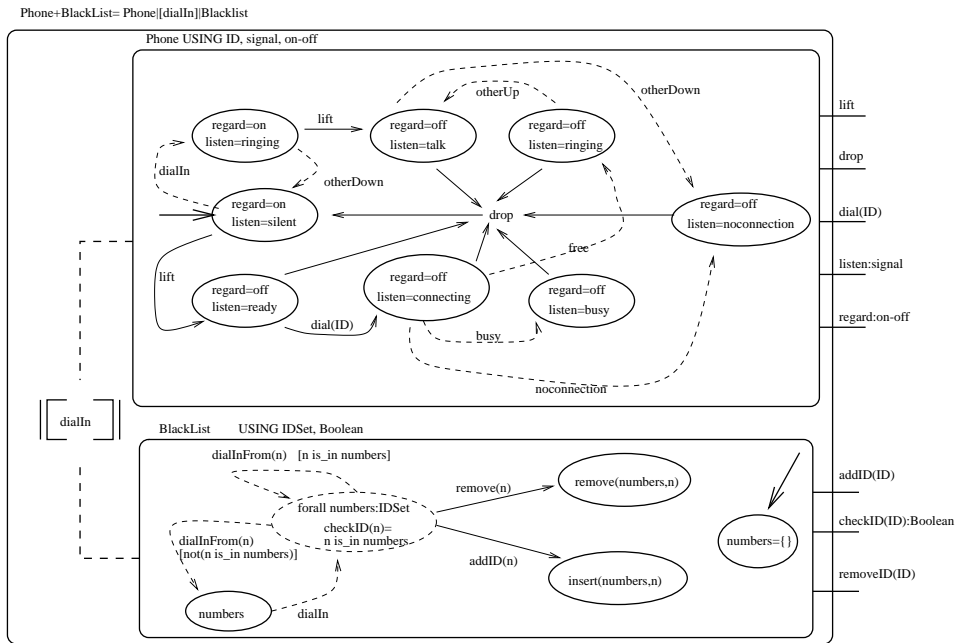 Phone+BlackList= Phone|[dialIn]|Blacklist
Phone USING ID, signal, on-off
otherUp
otherDown
lift
regard=on
listen=ringing
lift
regard=off
listen=talk
regard=off
listen=ringing
dialIn
otherDown
drop
regard=on
listen=silent
drop
regard=off
listen=noconnection
dial(ID)
free
lift
regard=off
listen=ready
regard=off
listen=connecting
regard=off
listen=busy
listen:signal
dial(ID)
busy
regard:on-off
noconnection
dialIn
BlackList USING IDSet, Boolean
dialInFrom(n) [n is_in numbers]
remove(n)
remove(numbers,n)
addID(ID)
forall numbers:IDSet
checkID(n)=
n is_in numbers
dialInFrom(n)
[not(n is_in numbers)]
numbers={}
checkID(ID):Boolean
addID(n)
insert(numbers,n)
removeID(ID)
numbers
dialIn